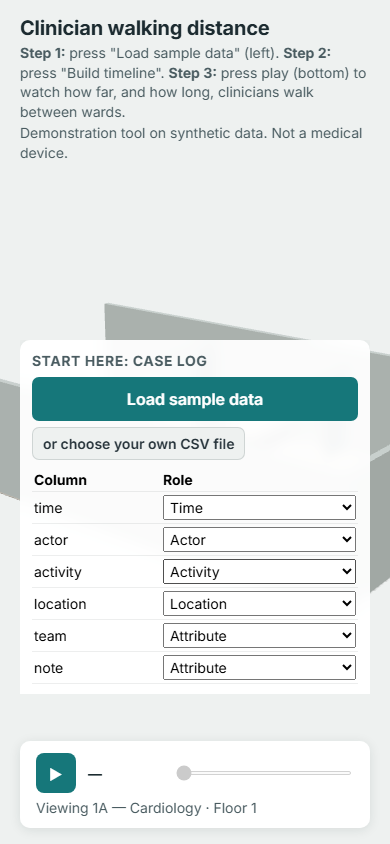 Clinician walking distance
Step 1: press "Load sample data" (left). Step 2:
press "Build timeline". Step 3: press play (bottom) to
watch how far, and how long, clinicians walk
between wards.
Demonstration tool on synthetic data. Not a medical
device.
START HERE: CASE LOG
Load sample data
or choose your own CSV file
Column Role
time Time
actor Actor
activity Activity
location Location
team Attribute
note Attribute
—
Viewing 1A — Cardiology · Floor 1